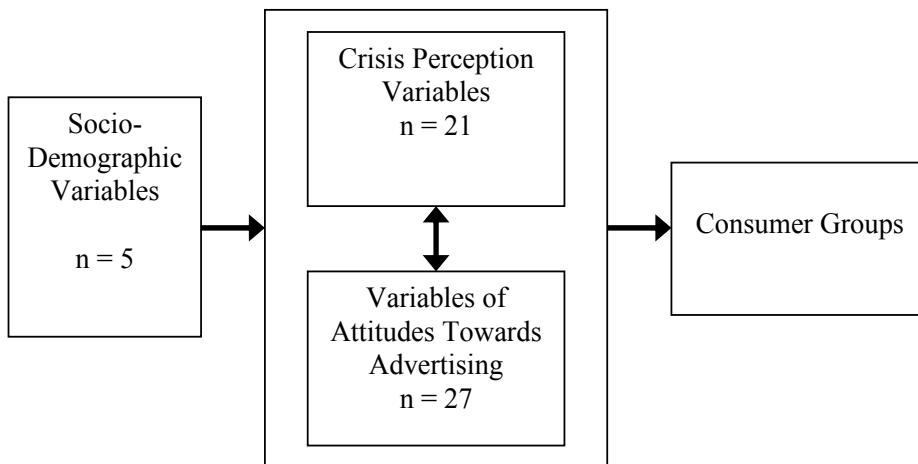 Socio-
Demographic
Variables
n = 5
Crisis Perception
Variables
n = 21
Variables of
Attitudes Towards
Advertising
n = 27
Consumer Groups